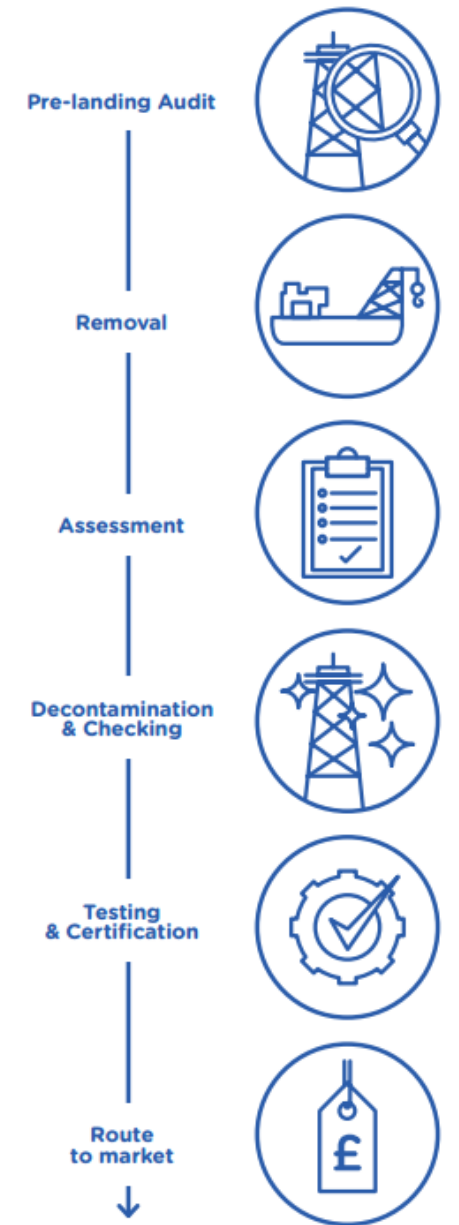 Pre-landing Audit
Removal
Assessment
Decontamination
& Checking
Testing
& Certification
Route
to market
£